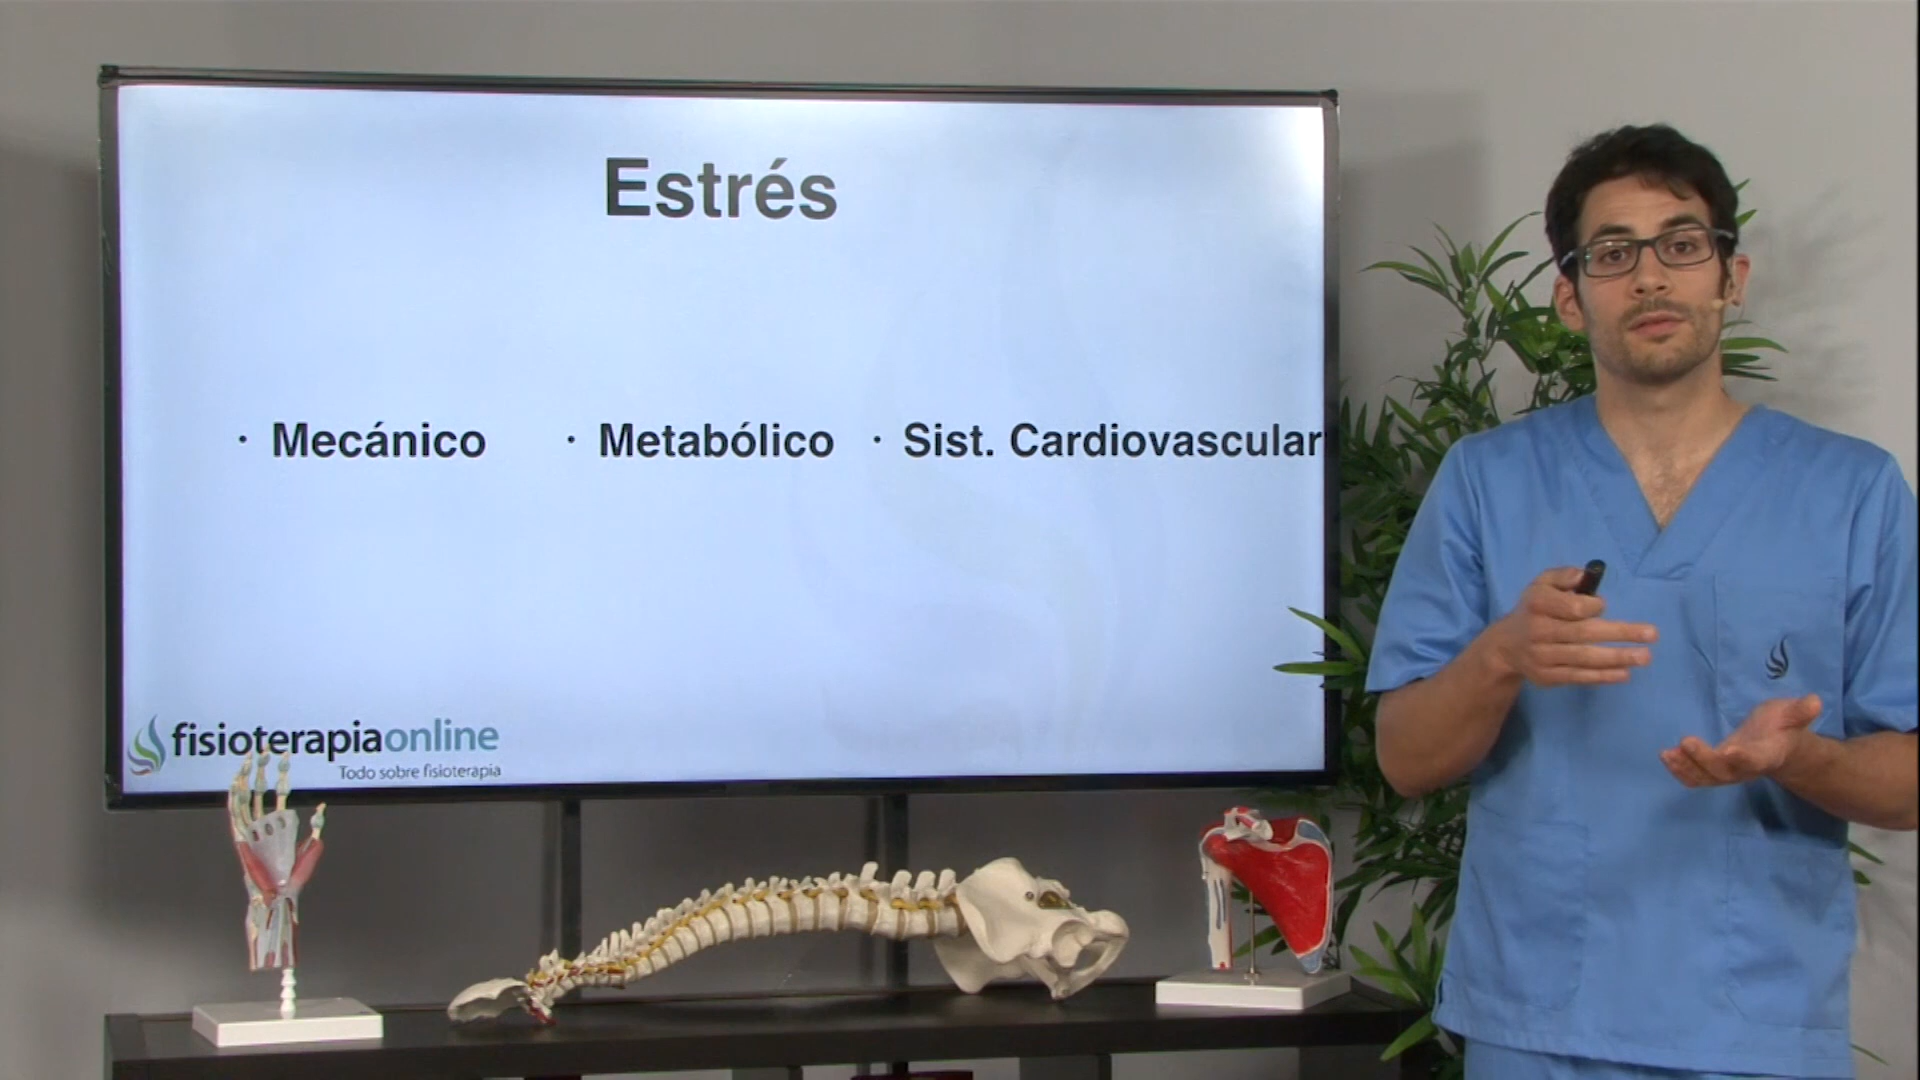 Estrés
· Mecánico · Metabólico · Sist. Cardiovascular
fisioterapiaonline
Todo sobre fisioterapia